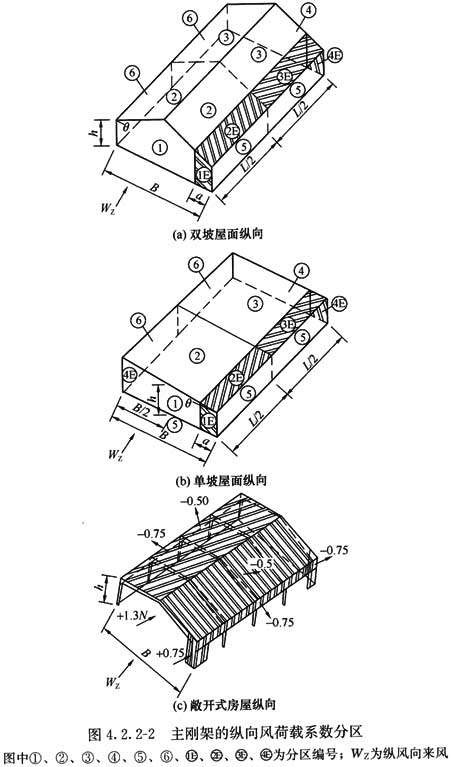 ⑥
④
③
③
4E
⑥
3E
⑤
②
②
h
θ
2E
⑤
L/2
①
1E
L/2
B
a
WZ
(a) 双坡屋面纵向
⑥
④
③
4E
⑥
3E
⑤
②
4E
2E
⑤
L/2
h
①
θ
B/2
1E
L/2
⑤
B
a
WZ
(b) 单坡屋面纵向
−0.50
−0.75
−0.75
−0.5
h
−0.75
+1.3N
+0.75
B
WZ
(c) 敞开式房屋纵向
图 4.2.2-2 主刚架的纵向风荷载系数分区
图中①、②、③、④、⑤、⑥、1E、2E、3E、4E为分区编号；WZ为纵风向来风